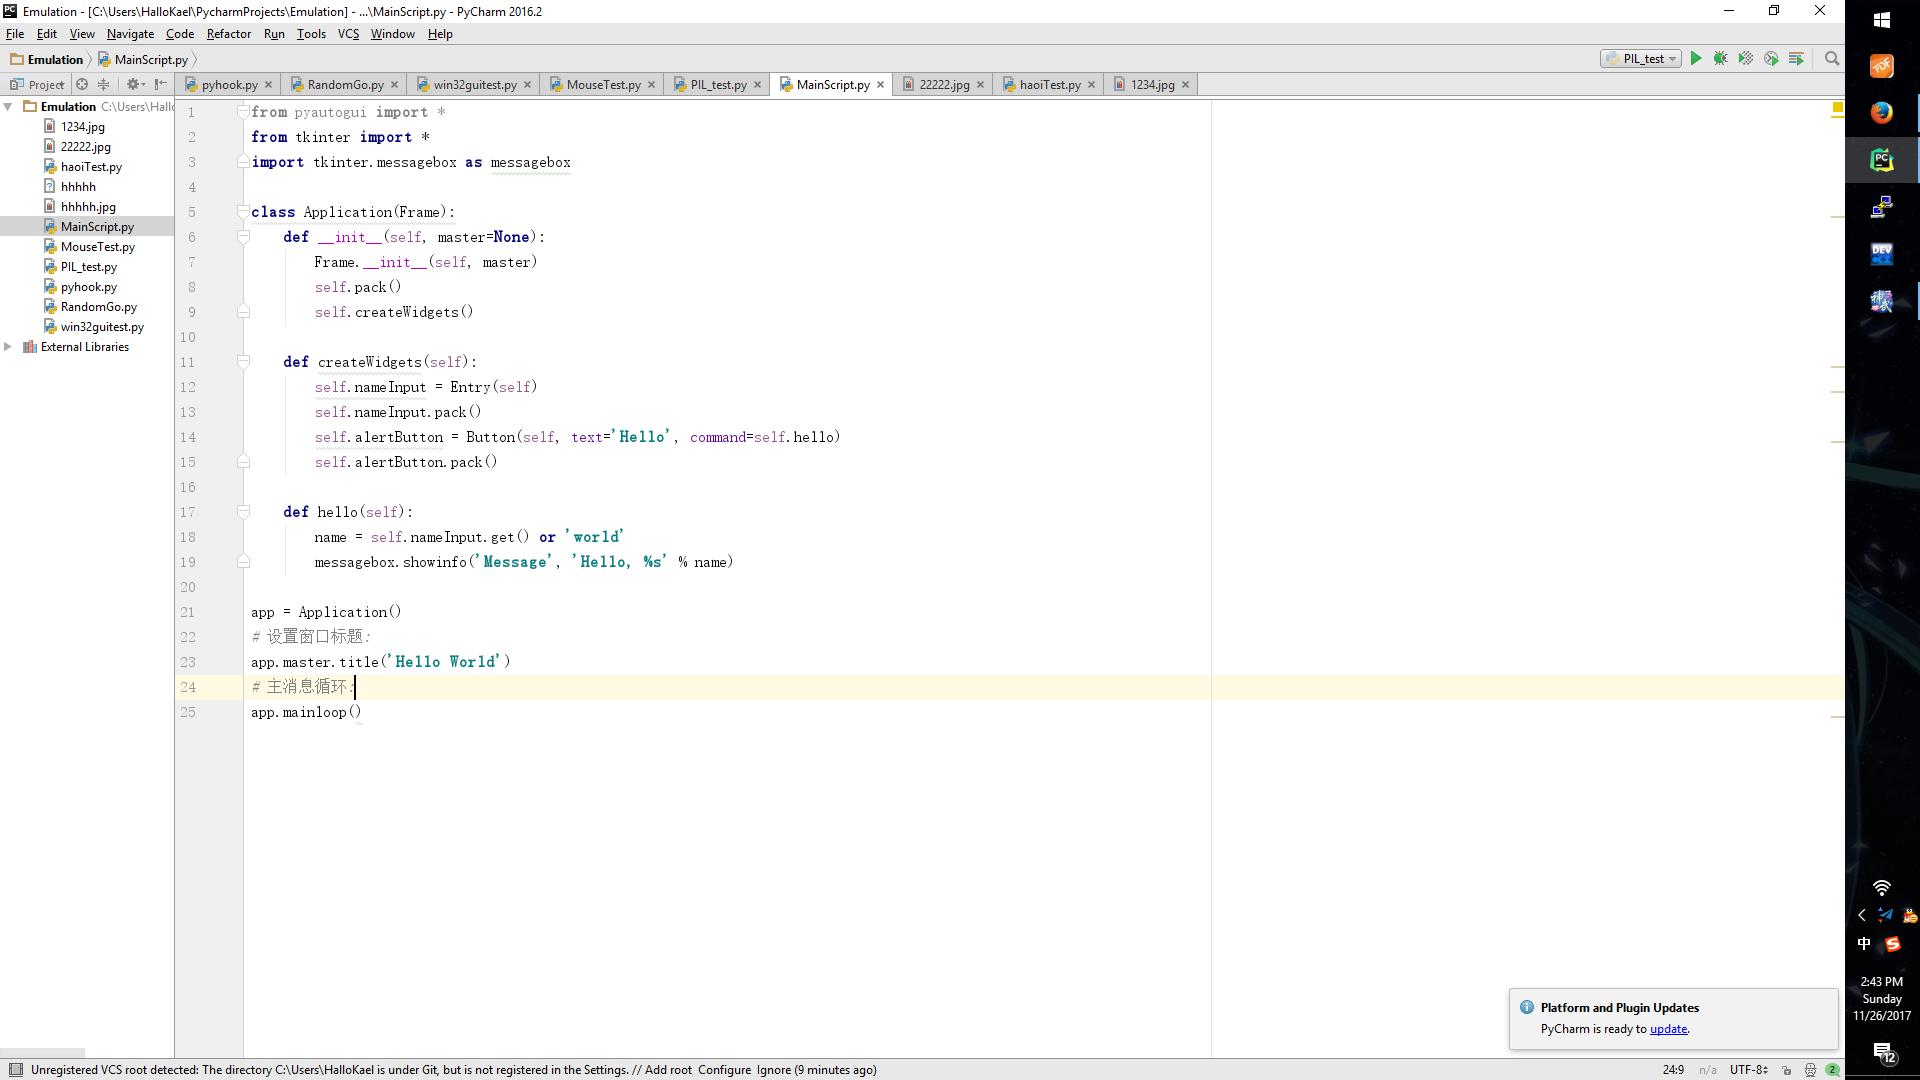 Emulation - [C:\Users\HalloKael\PycharmProjects\Emulation] - ...\MainScript.py - PyCharm 2016.2
File Edit View Navigate Code Refactor Run Tools VCS Window Help
Emulation MainScript.py PIL_test
Project pyhook.py RandomGo.py win32guitest.py MouseTest.py PIL_test.py MainScript.py 22222.jpg haoiTest.py 1234.jpg
Emulation C:\Users\Hallo
1234.jpg
22222.jpg
haoiTest.py
hhhhh
hhhhh.jpg
MainScript.py
MouseTest.py
PIL_test.py
pyhook.py
RandomGo.py
win32guitest.py
External Libraries
1 from pyautogui import *
2 from tkinter import *
3 import tkinter.messagebox as messagebox
4
5 class Application(Frame):
6 def __init__(self, master=None):
7 Frame.__init__(self, master)
8 self.pack()
9 self.createWidgets()
10
11 def createWidgets(self):
12 self.nameInput = Entry(self)
13 self.nameInput.pack()
14 self.alertButton = Button(self, text='Hello', command=self.hello)
15 self.alertButton.pack()
16
17 def hello(self):
18 name = self.nameInput.get() or 'world'
19 messagebox.showinfo('Message', 'Hello, %s' % name)
20
21 app = Application()
22 # 设置窗口标题:
23 app.master.title('Hello World')
24 # 主消息循环:
25 app.mainloop()
Platform and Plugin Updates
PyCharm is ready to update.
Unregistered VCS root detected: The directory C:\Users\HalloKael is under Git, but is not registered in the Settings. // Add root Configure Ignore (9 minutes ago)
24:9 n/a UTF-8 2
PDF
PC
DEV
C++
中
2:43 PM
Sunday
11/26/2017
12